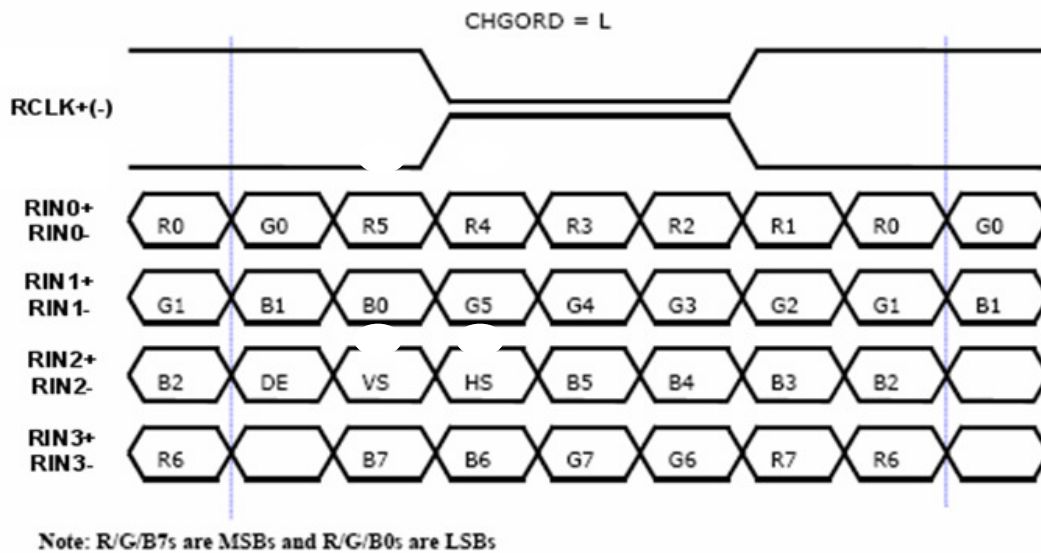 CHGORD = L
RCLK+(-)
RIN0+
RIN0-
R0 G0 R5 R4 R3 R2 R1 R0 G0
RIN1+
RIN1-
G1 B1 B0 G5 G4 G3 G2 G1 B1
RIN2+
RIN2-
B2 DE VS HS B5 B4 B3 B2
RIN3+
RIN3-
R6 B7 B6 G7 G6 R7 R6
Note: R/G/B7s are MSBs and R/G/B0s are LSBs